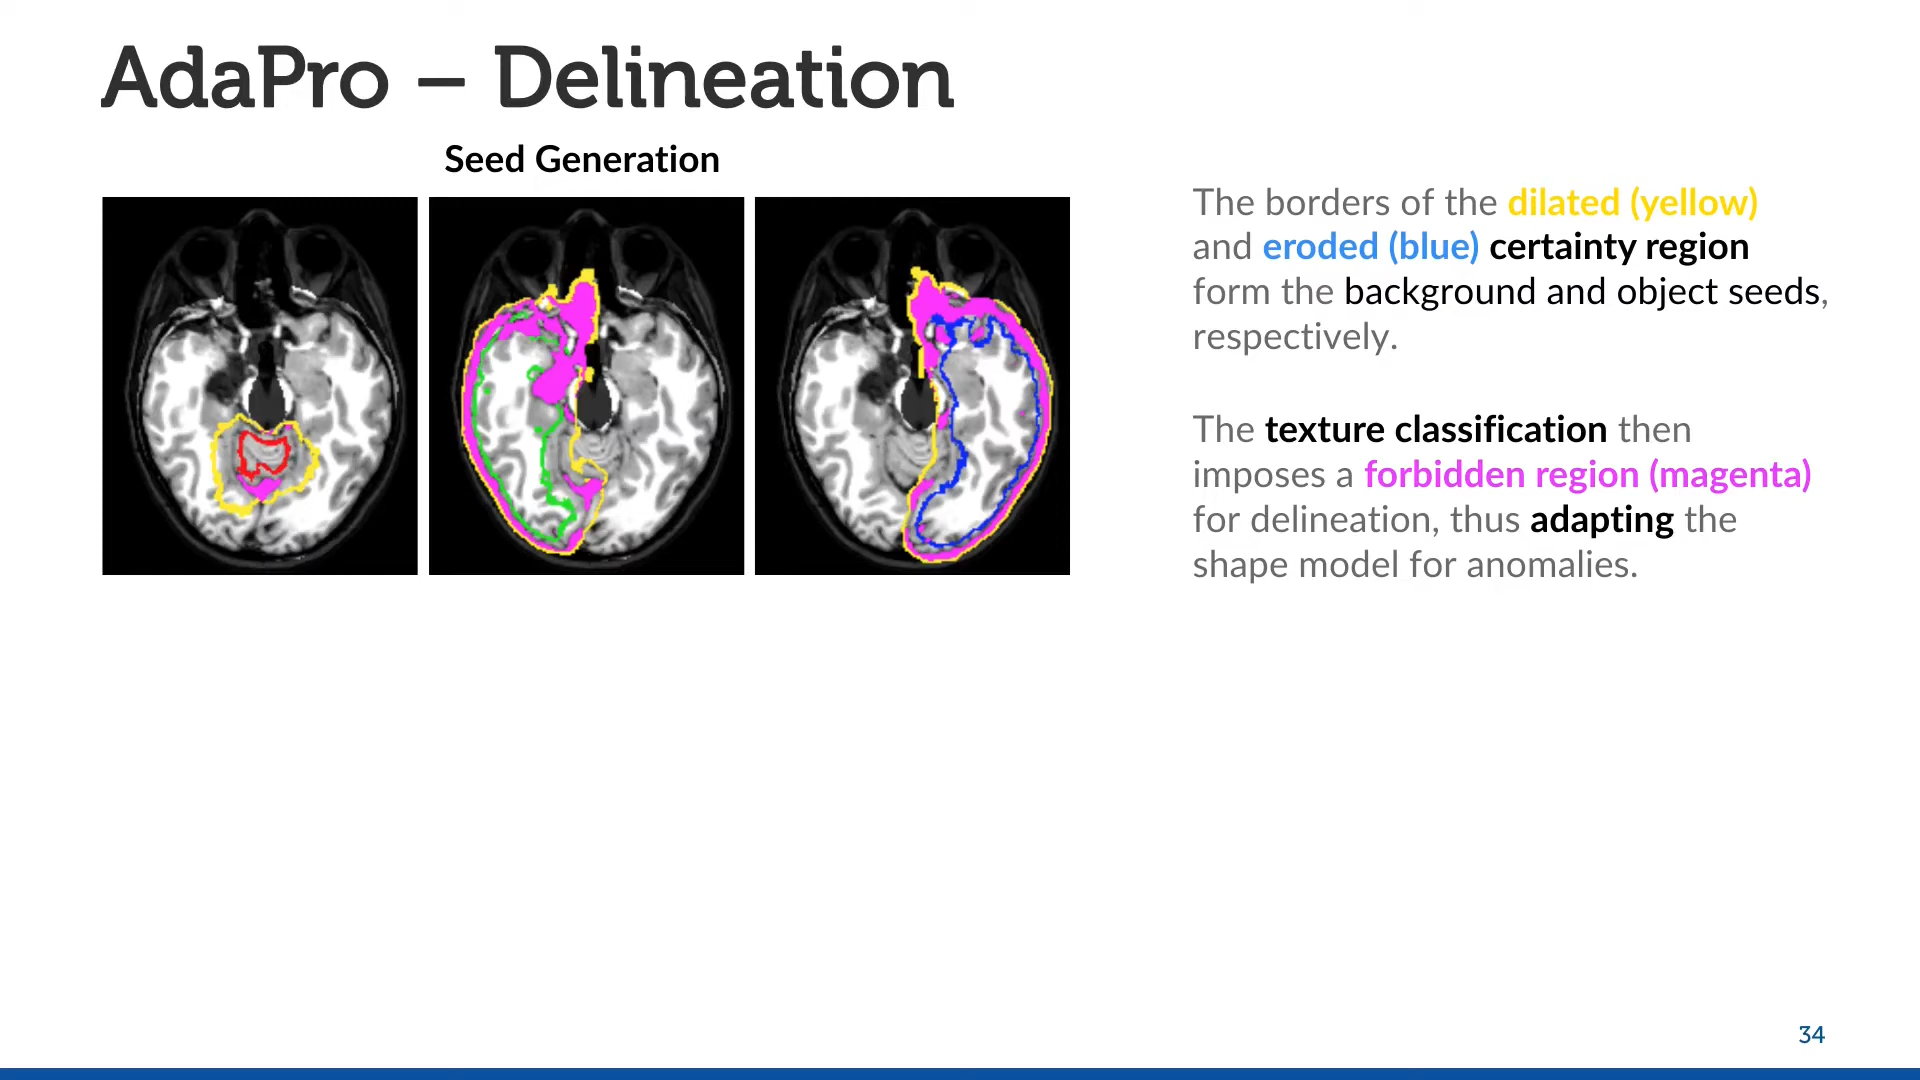 AdaPro – Delineation
Seed Generation
The borders of the dilated (yellow)
and eroded (blue) certainty region
form the background and object seeds,
respectively.
The texture classification then
imposes a forbidden region (magenta)
for delineation, thus adapting the
shape model for anomalies.
34